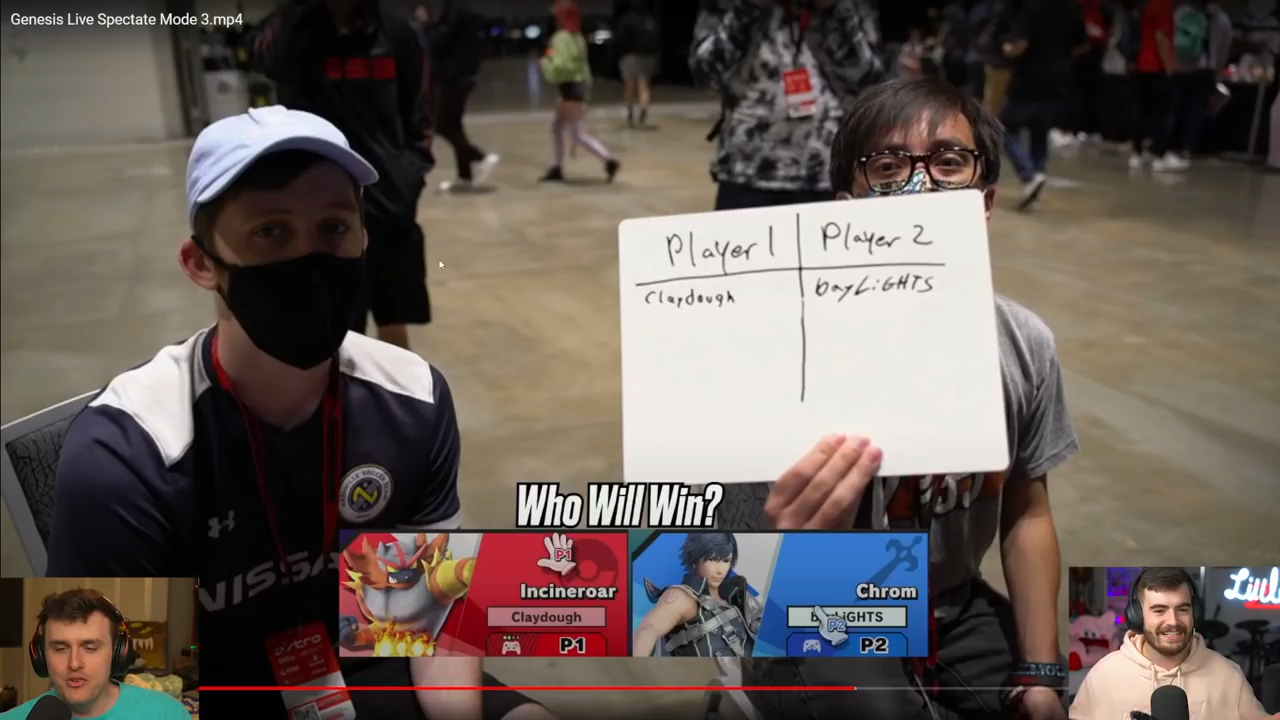 Genesis Live Spectate Mode 3.mp4
Player 1 Player 2
Claydough bayLiGHTS
Who Will Win?
P1
Incineroar
Chrom
Claydough
P2
P1
P2
NISSA